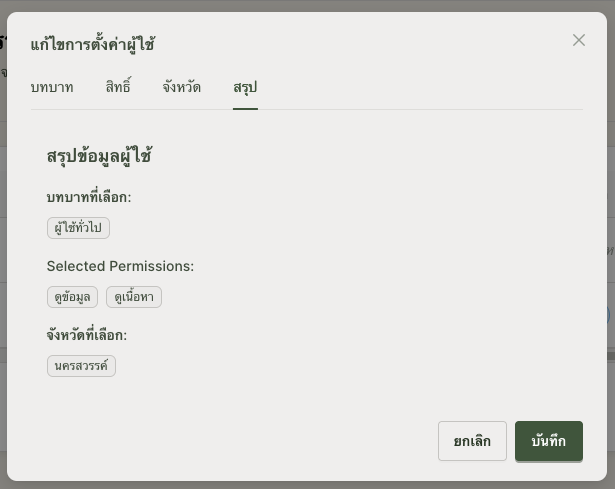 แก้ไขการตั้งค่าผู้ใช้
บทบาท สิทธิ์ จังหวัด สรุป
สรุปข้อมูลผู้ใช้
บทบาทที่เลือก:
ผู้ใช้ทั่วไป
Selected Permissions:
ดูข้อมูล ดูเนื้อหา
จังหวัดที่เลือก:
นครสวรรค์
ยกเลิก บันทึก